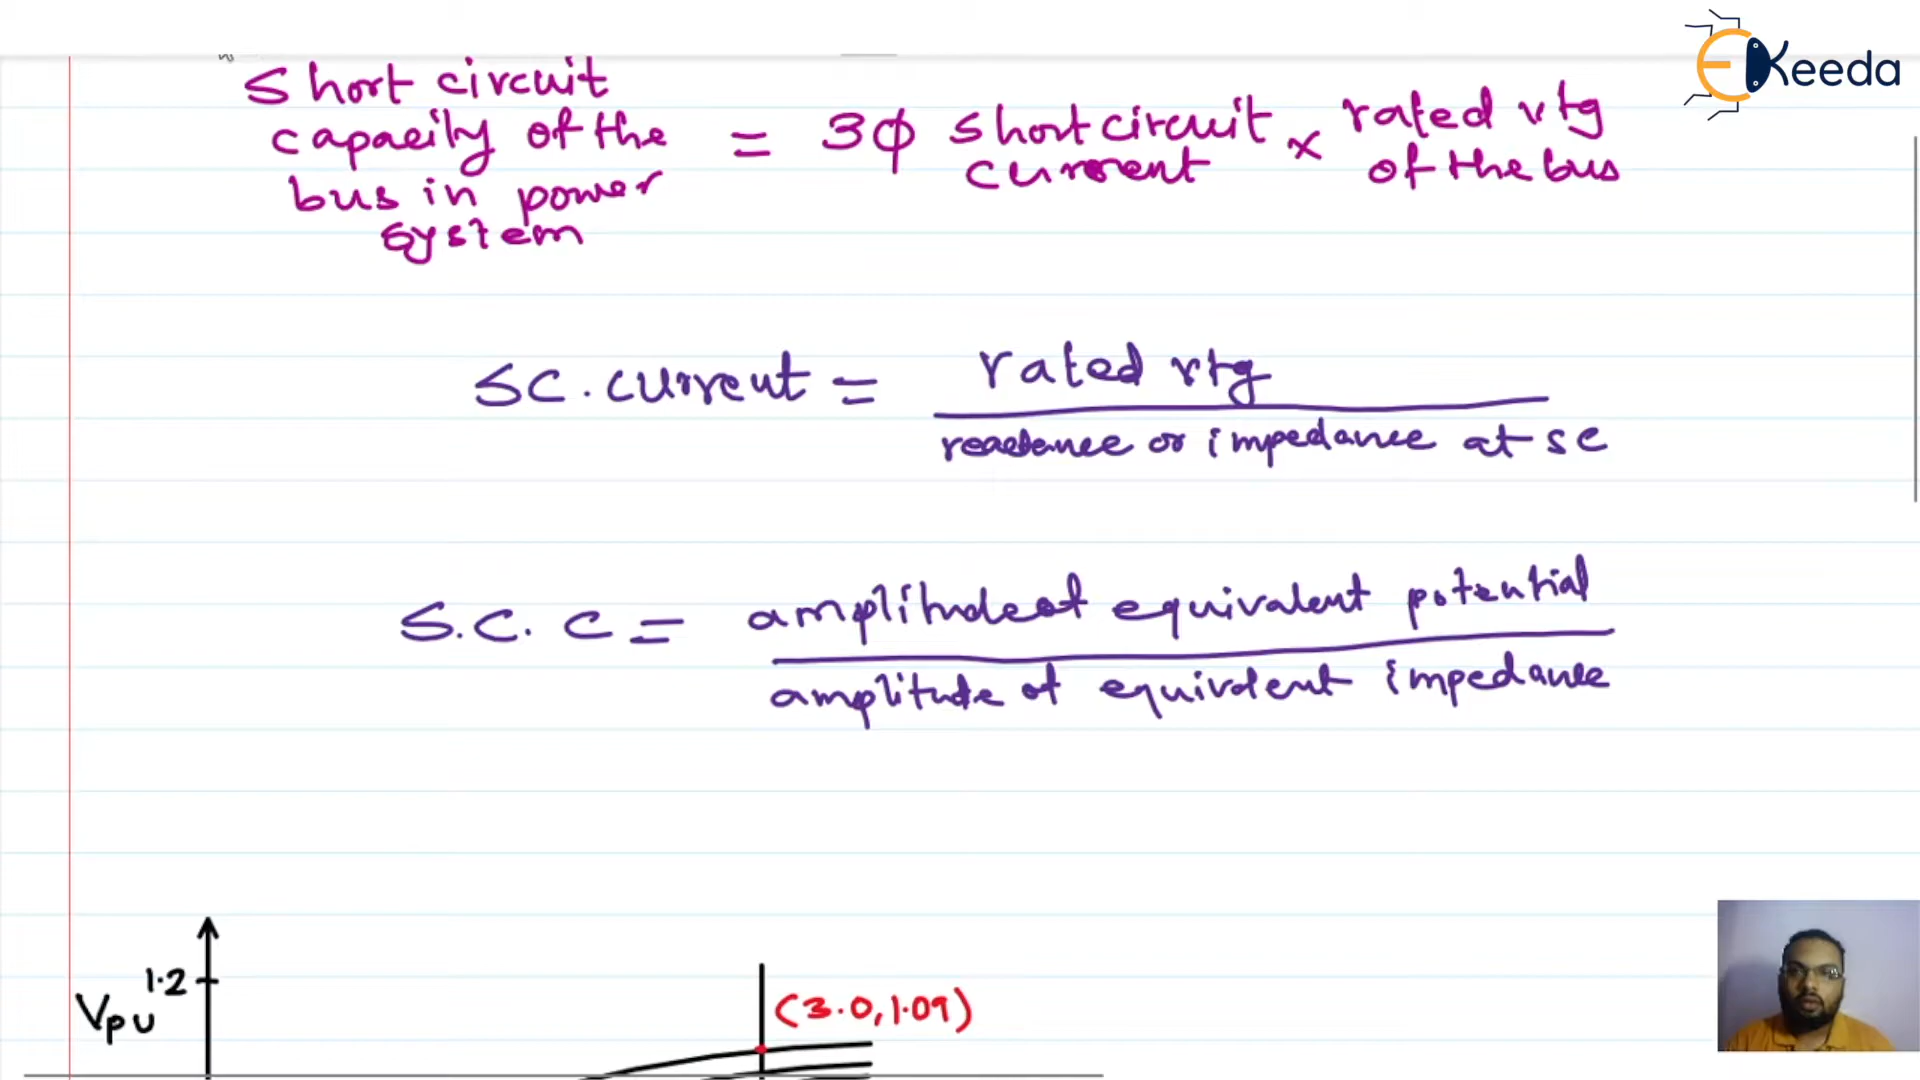 EKeeda
Short circuit
capacity of the
bus in power
system
= 3φ short circuit
current
× rated vtg
of the bus
SC. current = rated vtg
reactance or impedance at SC
S.C.C = amplitude of equivalent potential
amplitude of equivalent impedance
1.2
Vpu
(3.0, 1.09)